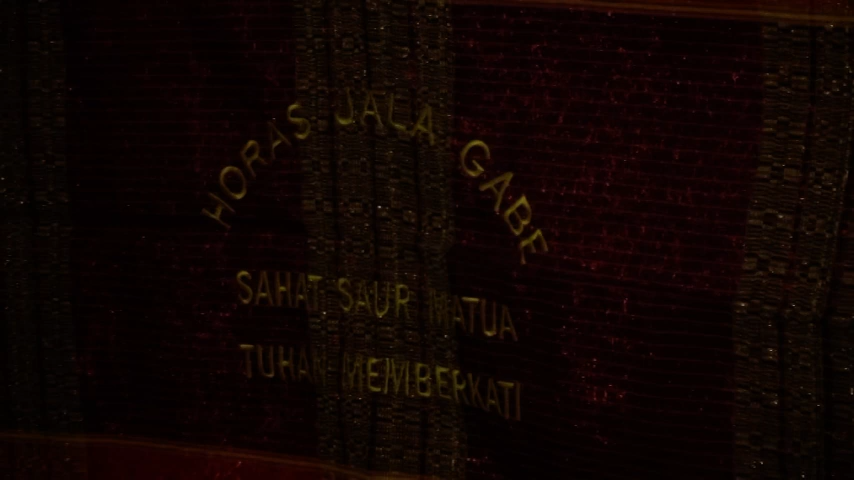 HORAS JALA GABE
SAHAT SAUR MATUA
TUHAN MEMBERKATI